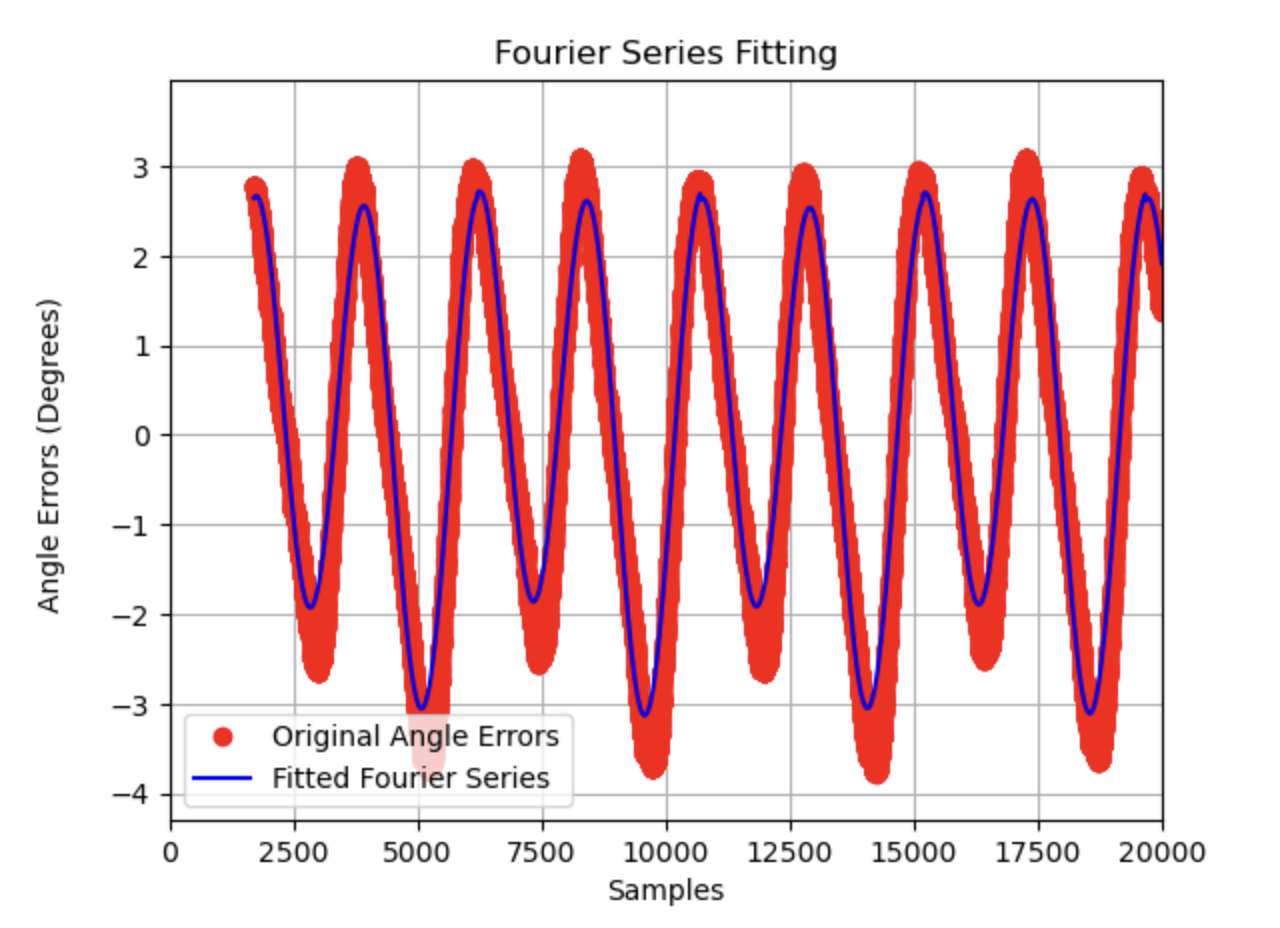 Fourier Series Fitting
Angle Errors (Degrees)
3
2
1
0
−1
−2
−3
−4
Original Angle Errors
Fitted Fourier Series
0 2500 5000 7500 10000 12500 15000 17500 20000
Samples